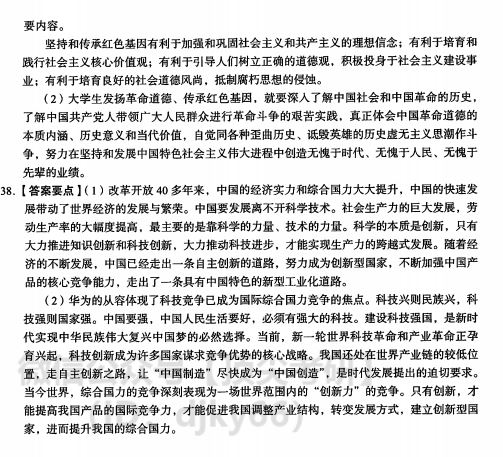 要内容。
坚持和传承红色基因有利于加强和巩固社会主义和共产主义的理想信念；有利于培育和
践行社会主义核心价值观；有利于引导人们树立正确的道德观，积极投身于社会主义建设事
业；有利于培育良好的社会道德风尚，抵制腐朽思想的侵蚀。
（2）大学生发扬革命道德、传承红色基因，就要深入了解中国社会和中国革命的历史，
了解中国共产党人带领广大人民群众进行革命斗争的艰苦实践，真正体会中国革命道德的
本质内涵、历史意义和当代价值，自觉同各种歪曲历史、诋毁英雄的历史虚无主义思潮作斗
争，努力在坚持和发展中国特色社会主义伟大进程中创造无愧于时代、无愧于人民、无愧于
先辈的业绩。
38.【答案要点】（1）改革开放 40 多年来，中国的经济实力和综合国力大大提升，中国的快速发
展带动了世界经济的发展与繁荣。中国要发展离不开科学技术。社会生产力的巨大发展，劳
动生产率的大幅度提高，最主要的是靠科学的力量、技术的力量。科学的本质是创新，只有
大力推进知识创新和科技创新，大力推动科技进步，才能实现生产力的跨越式发展。随着经
济的不断发展，中国已经走出一条自主创新的道路，努力成为创新型国家，不断加强中国产
品的核心竞争能力，走出了一条具有中国特色的新型工业化道路。
（2）华为的从容体现了科技竞争已成为国际综合国力竞争的焦点。科技兴则民族兴，科
技强则国家强。中国要强，中国人民生活要好，必须有强大的科技。建设科技强国，是新时
代实现中华民族伟大复兴中国梦的必然选择。当前，新一轮世界科技革命和产业革命正孕
育兴起，科技创新成为许多国家谋求竞争优势的核心战略。我国还处在世界产业链的较低位
置，走自主创新之路，让“中国制造”尽快成为“中国创造”，是时代发展提出的迫切要求。
当今世界，综合国力的竞争深刻表现为一场世界范围内的“创新力”的竞争。只有创新，才
能提高我国产品的国际竞争力，才能促进我国调整产业结构，转变发展方式，建立创新型国
家，进而提升我国的综合国力。